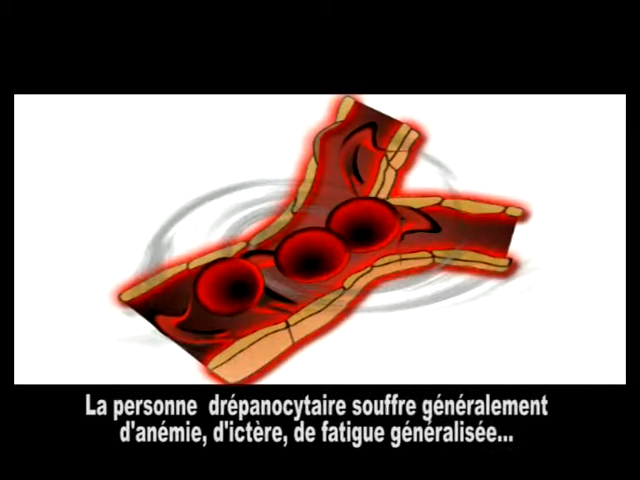 La personne drépanocytaire souffre généralement
d'anémie, d'ictère, de fatigue généralisée...